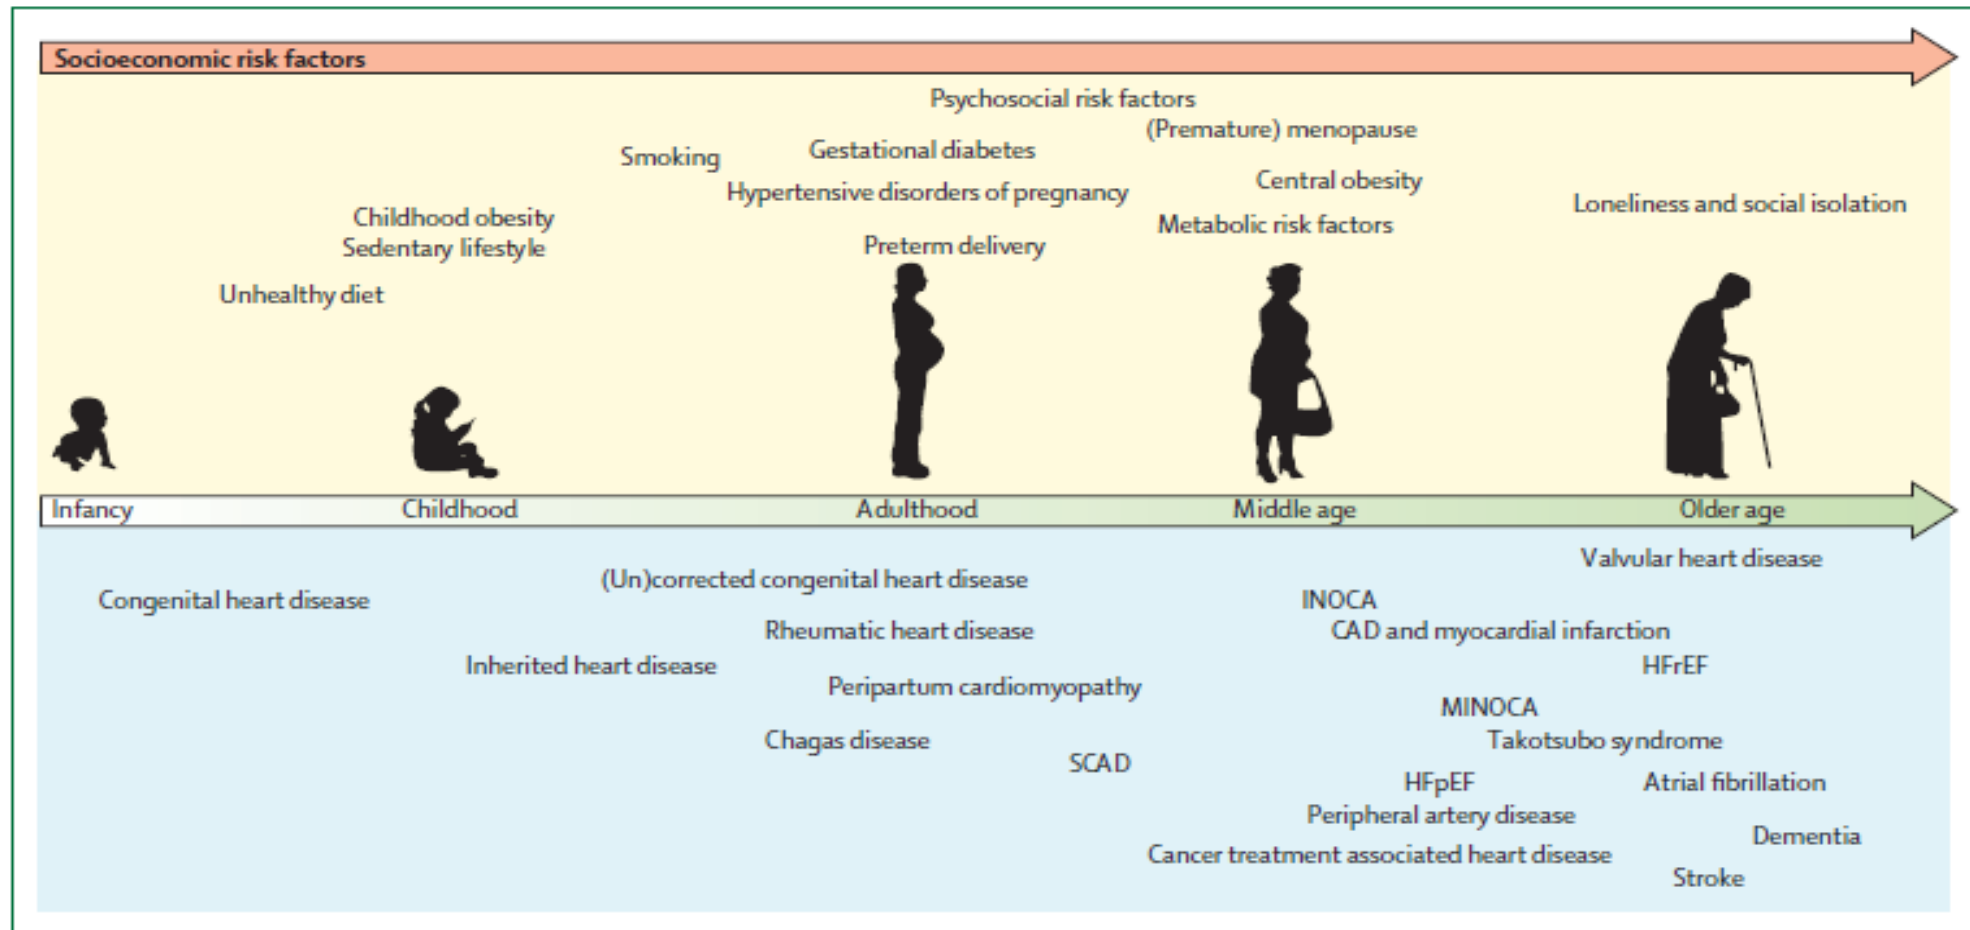 Socioeconomic risk factors
Psychosocial risk factors
(Premature) menopause
Smoking
Gestational diabetes
Central obesity
Hypertensive disorders of pregnancy
Loneliness and social isolation
Childhood obesity
Metabolic risk factors
Sedentary lifestyle
Preterm delivery
Unhealthy diet
Infancy
Childhood
Adulthood
Middle age
Older age
Valvular heart disease
(Un)corrected congenital heart disease
Congenital heart disease
INOCA
Rheumatic heart disease
CAD and myocardial infarction
Inherited heart disease
HFrEF
Peripartum cardiomyopathy
MINOCA
Chagas disease
Takotsubo syndrome
SCAD
HFpEF
Atrial fibrillation
Peripheral artery disease
Dementia
Cancer treatment associated heart disease
Stroke